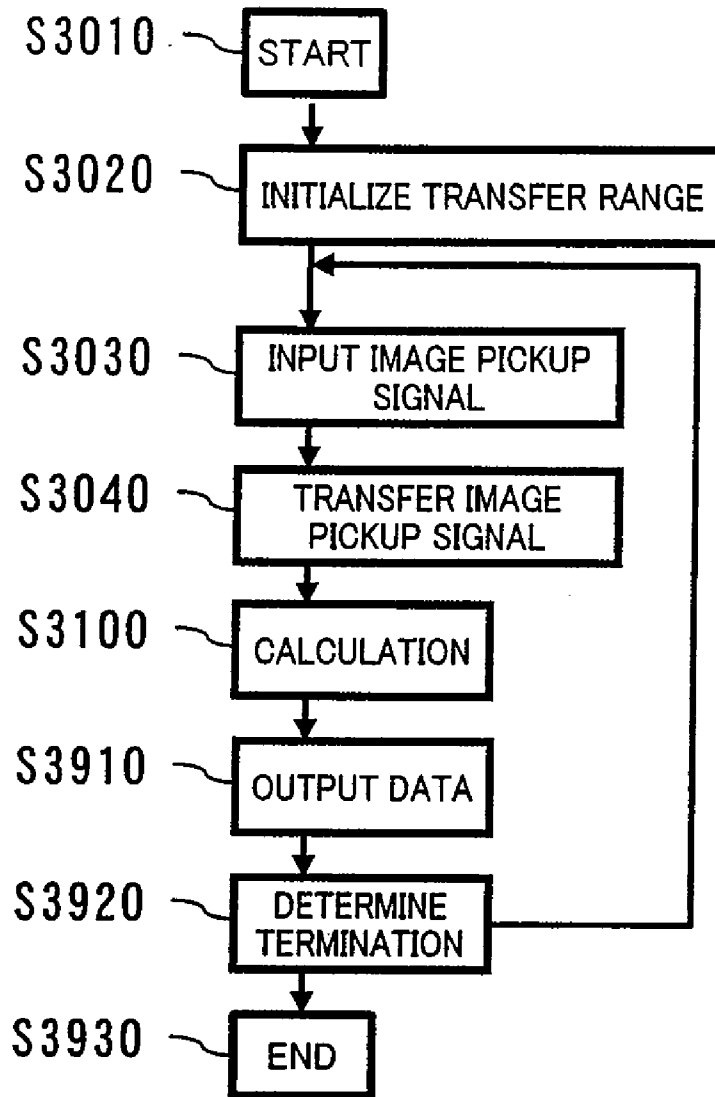 S3010 START
S3020 INITIALIZE TRANSFER RANGE
S3030 INPUT IMAGE PICKUP
SIGNAL
S3040 TRANSFER IMAGE
PICKUP SIGNAL
S3100 CALCULATION
S3910 OUTPUT DATA
S3920 DETERMINE
TERMINATION
S3930 END